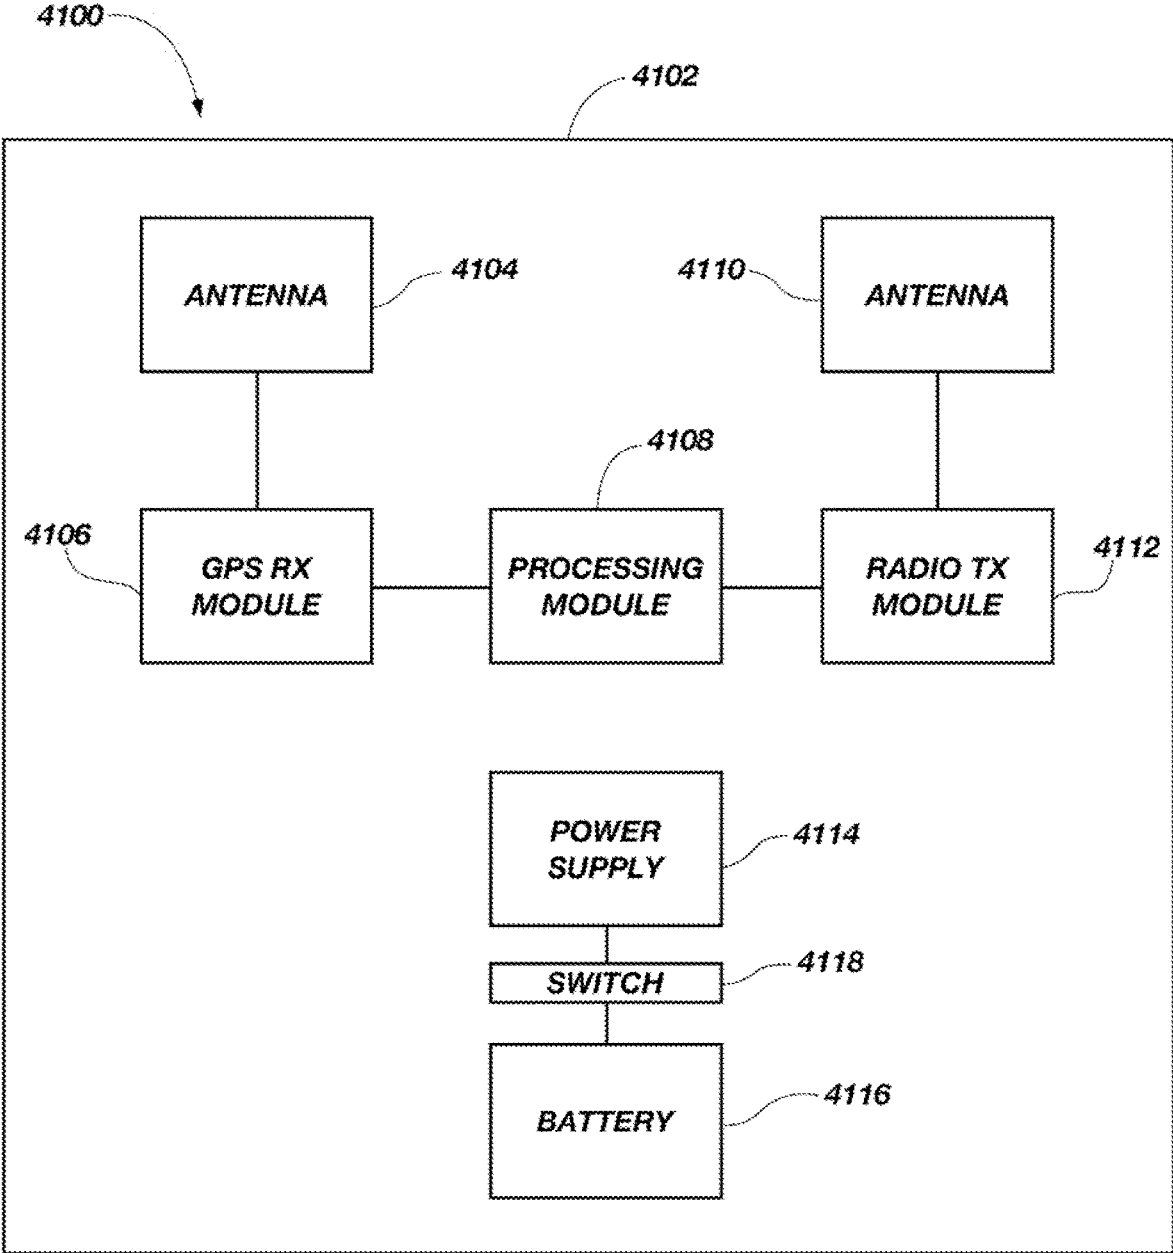 4100
4102
4104
4110
ANTENNA
ANTENNA
4108
4106
4112
GPS RX
MODULE
PROCESSING
MODULE
RADIO TX
MODULE
POWER
SUPPLY
4114
4118
SWITCH
4116
BATTERY